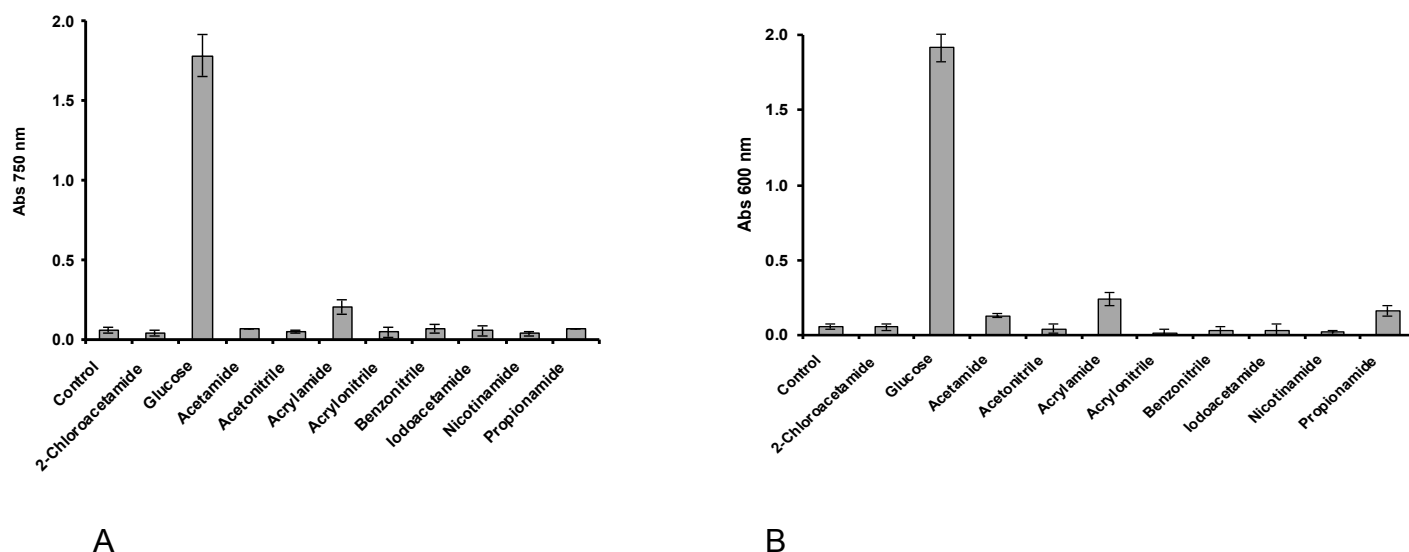 2.0
1.5
1.0
0.5
0.0
Abs 750 nm
Control
2-Chloroacetamide
Glucose
Acetamide
Acetonitrile
Acrylamide
Acrylonitrile
Benzonitrile
Iodoacetamide
Nicotinamide
Propionamide
A
2.0
1.5
1.0
0.5
0.0
Abs 600 nm
Control
2-Chloroacetamide
Glucose
Acetamide
Acetonitrile
Acrylamide
Acrylonitrile
Benzonitrile
Iodoacetamide
Nicotinamide
Propionamide
B